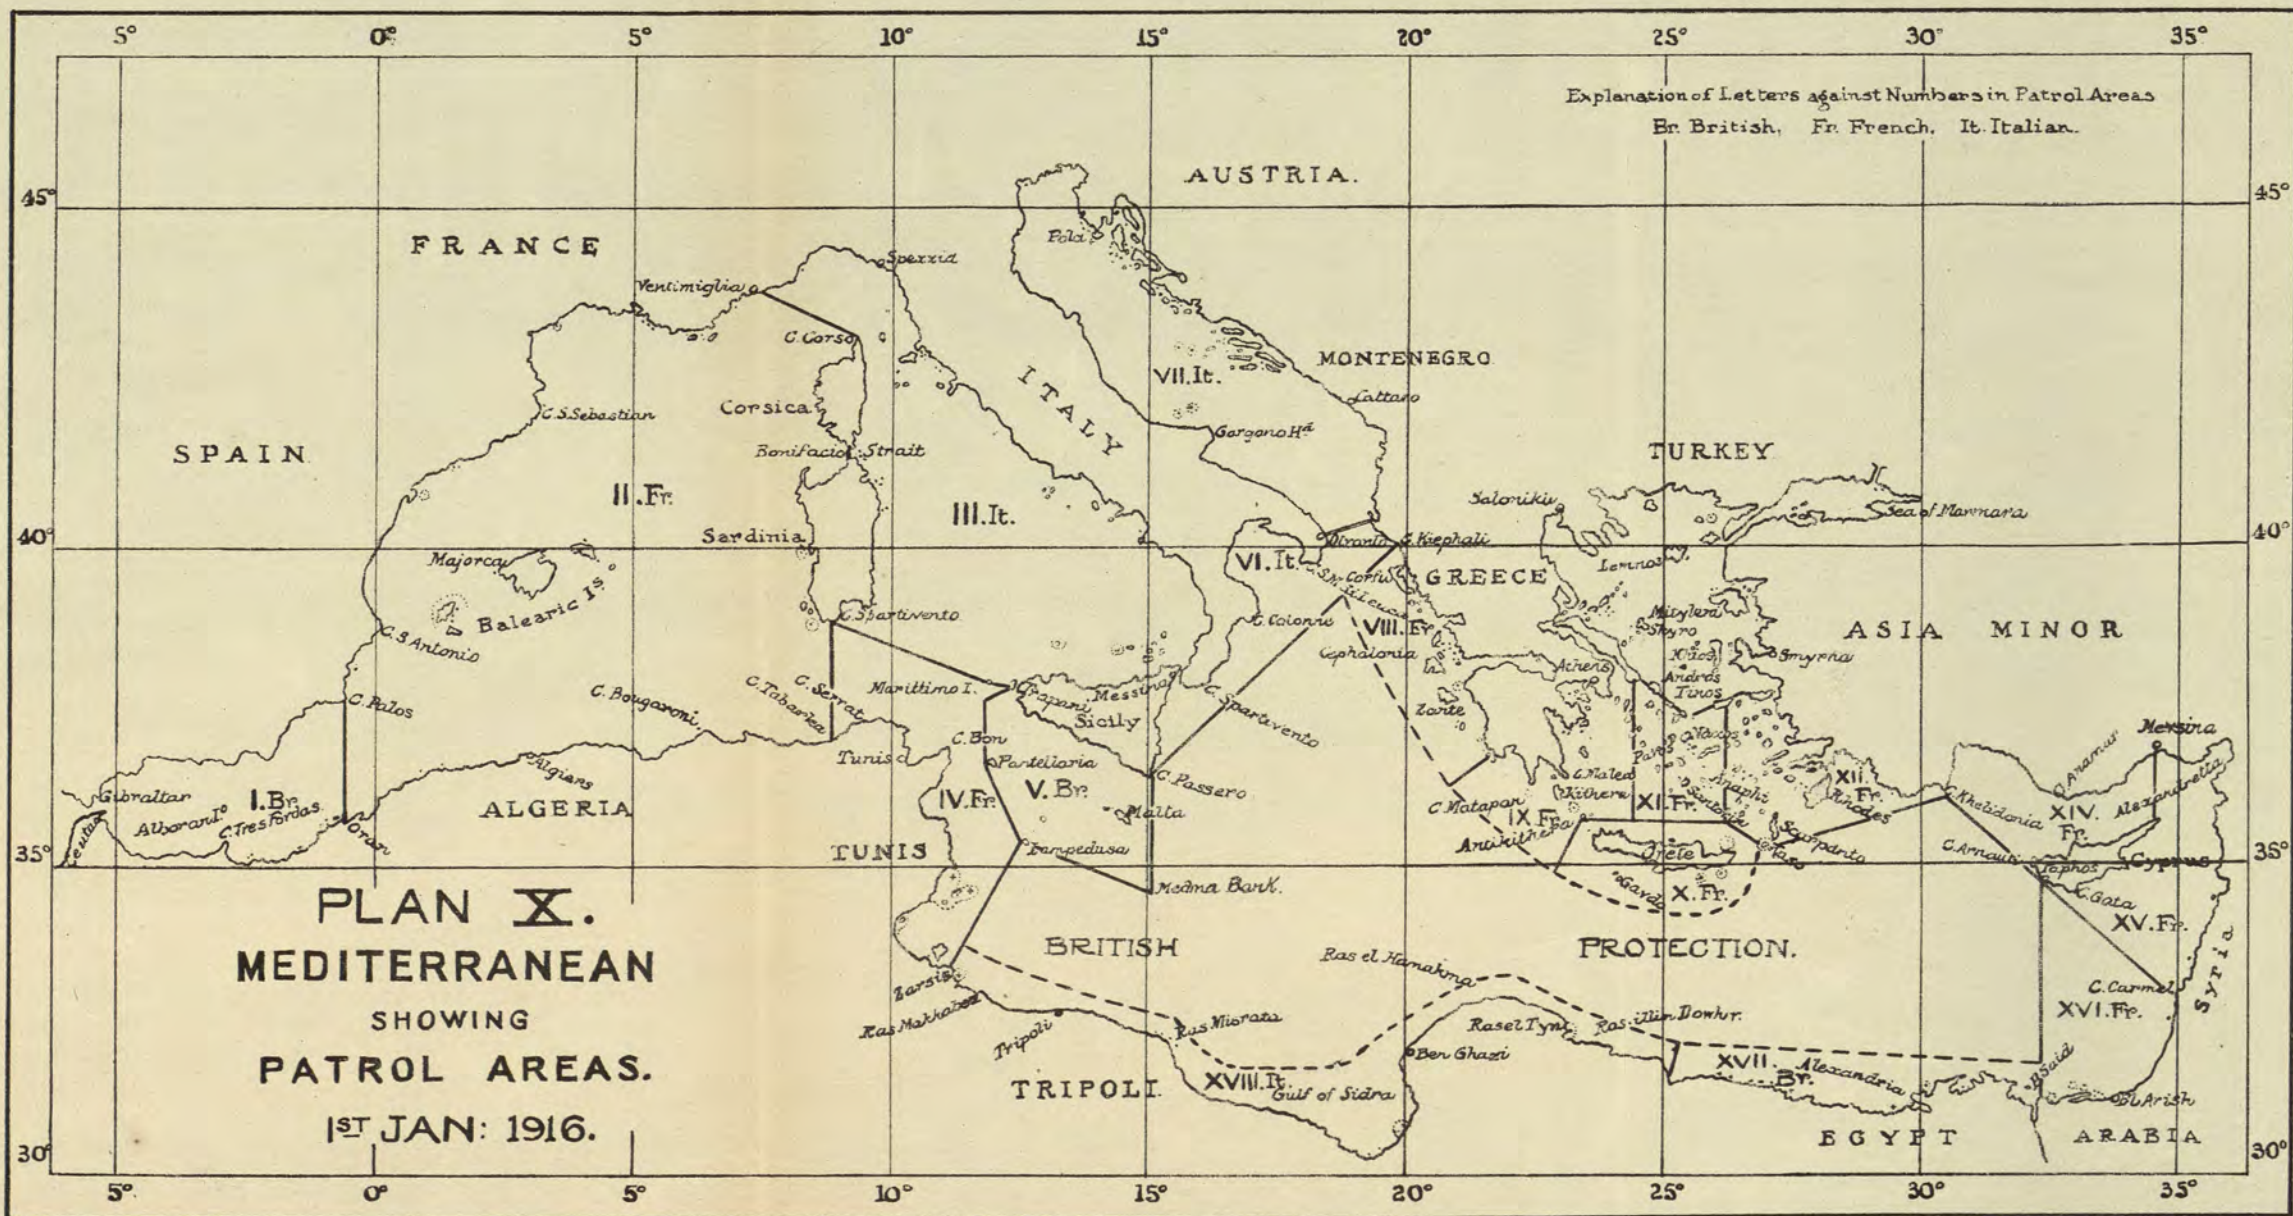 5° 0° 5° 10° 15° 20° 25° 30° 35°
Explanation of Letters against Numbers in Patrol Areas
Br. British, Fr. French, It. Italian.
AUSTRIA.
45° 45°
FRANCE
Pola
Spezzia
Ventimiglia
C. Corso
MONTENEGRO
VII. It.
ITALY
Cattaro
Corsica
C. S. Sebastian
Gargano Hd
SPAIN
Bonifacio Strait
TURKEY
II. Fr.
Salonika
III. It.
Sea of Marmara
Sardinia
40° 40°
Otranto
C. Kiephali
Majorca
VI. It.
Corfu
GREECE
Lemnos
Balearic Is.
C. Spartivento
C. Colonne
VIII. Fr.
Skyro
ASIA MINOR
C. S. Antonio
Cephalonia
Smyrna
Athens
Andros
Tinos
Marittimo I.
Trapani
Messina
C. Spartivento
Zante
C. Palos
C. Bougaroni
C. Tabarka
C. Serrat
Sicily
Mersina
C. Bon
Anamur
Tunis
Pantellaria
C. Passero
C. Malea
XII. Fr.
Gibraltar
Algiers
I. Br.
ALGERIA
IV. Fr.
V. Br.
Malta
C. Matapan
Kithera
XI. Fr.
Rhodes
C. Khelidonia
XIV. Fr.
Alexandretta
Alboran Io
C. Tres Forcas
Oran
IX Fr.
Antikithera
Scarpanto
TUNIS
Lampedusa
Crete
C. Arnauti
Cyprus
35° 35°
Paphos
PLAN X.
Medina Bank.
Gavdo
X. Fr.
C. Gata
XV. Fr.
MEDITERRANEAN
BRITISH PROTECTION.
Ras el Hamahma
SHOWING
Zarsis
C. Carmel
Syria
Ras Makhabez
Tripoli
Ras Misrata
Ras el Tyn
XVI. Fr.
PATROL AREAS.
Ben Ghazi
XVII. Br.
Alexandria
P. Said
TRIPOLI.
XVIII. It.
Gulf of Sidra
El Arish
1ST JAN: 1916.
EGYPT
ARABIA
30° 30°
5° 0° 5° 10° 15° 20° 25° 30° 35°